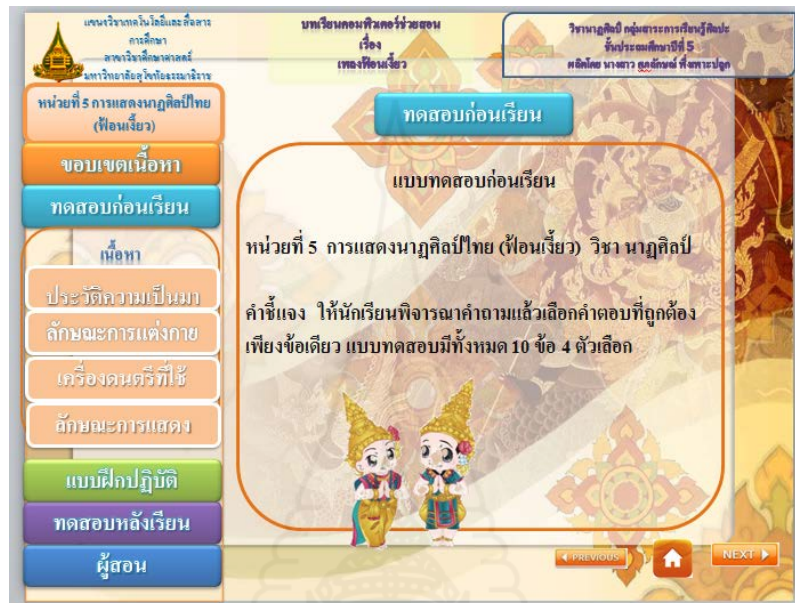 แขนงวิชาเทคโนโลยีและสื่อสาร
การศึกษา
สาขาวิชาศึกษาศาสตร์
มหาวิทยาลัยสุโขทัยธรรมาธิราช
บทเรียนคอมพิวเตอร์ช่วยสอน
เรื่อง
เพลงฟ้อนเงี้ยว
วิชานาฏศิลป์ กลุ่มสาระการเรียนรู้ศิลปะ
ชั้นประถมศึกษาปีที่ 5
ผลิตโดย นางสาว
หน่วยที่ 5 การแสดงนาฏศิลป์ไทย
(ฟ้อนเงี้ยว)
ขอบเขตเนื้อหา
ทดสอบก่อนเรียน
เนื้อหา
ประวัติความเป็นมา
ลักษณะการแต่งกาย
เครื่องดนตรีที่ใช้
ลักษณะการแสดง
แบบฝึกปฏิบัติ
ทดสอบหลังเรียน
ผู้สอน
ทดสอบก่อนเรียน
แบบทดสอบก่อนเรียน
หน่วยที่ 5 การแสดงนาฏศิลป์ไทย (ฟ้อนเงี้ยว) วิชา นาฏศิลป์
คำชี้แจง ให้นักเรียนพิจารณาคำถามแล้วเลือกคำตอบที่ถูกต้อง
เพียงข้อเดียว แบบทดสอบมีทั้งหมด 10 ข้อ 4 ตัวเลือก
PREVIOUS
NEXT